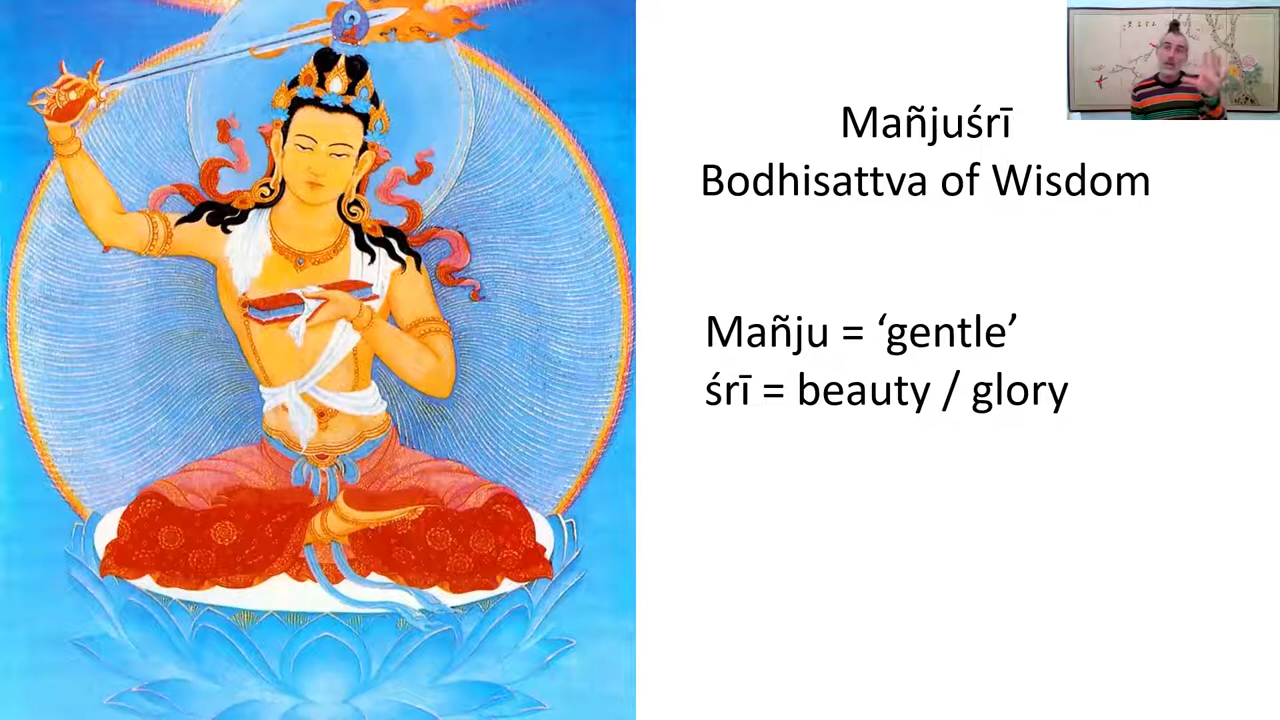 Mañjuśrī
Bodhisattva of Wisdom
Mañju = ‘gentle’
śrī = beauty / glory